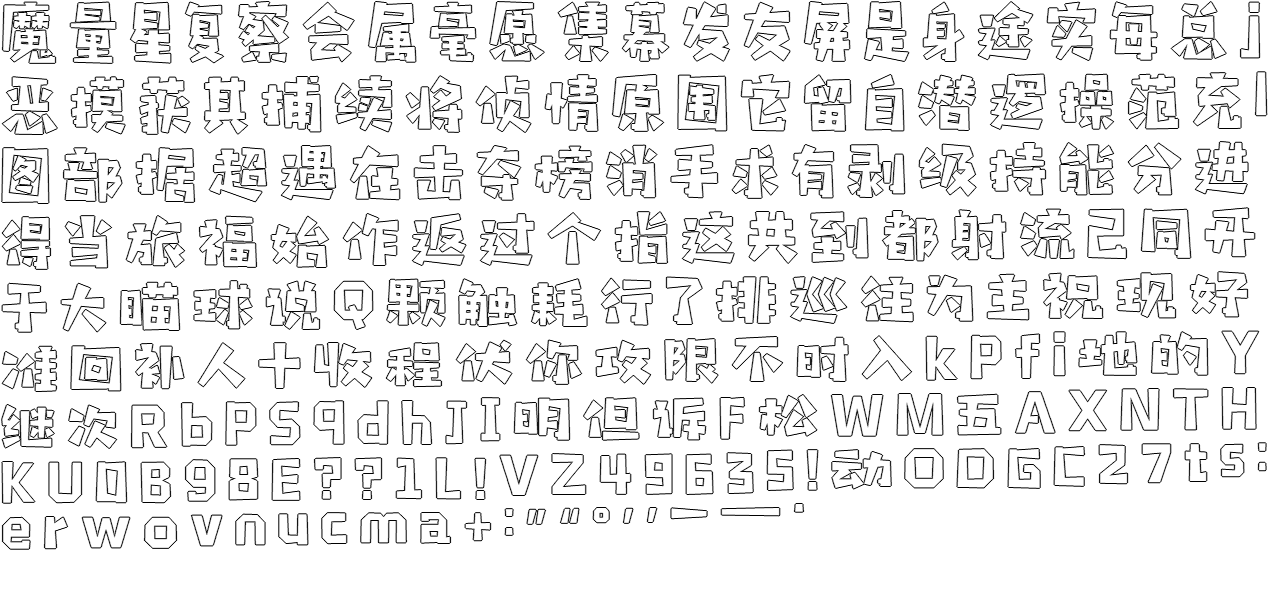 魔量星复察会属毫愿集幕发友屏是身途实每总j
恶摸获其捕续将侦情原围它留自潜逻操范充l
图部据超遇在击夺榜消手求有剥级持能分进
得当旅福始作返过个指这共到都射流己同开
于大瞄球说Q颗触耗行了排巡往为主祝现好
准回补人十收程伏你攻限不时入kPfi地的Y
继次RbPSqdhJI明但诉F松WM五AXNTH
KU0B98E??1L!VZ49635!动ODGC27ts:
erwovnucma+:"“°''一—·